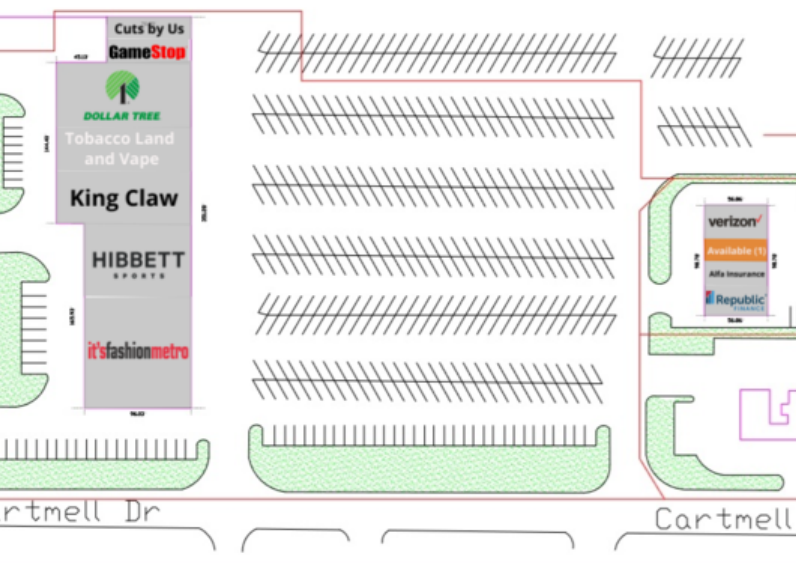 Cuts by Us
GameStop
DOLLAR TREE
Tobacco Land
and Vape
King Claw
HIBBETT
SPORTS
it'sfashionmetro
verizon
Available (1)
Alfa Insurance
Republic
FINANCE
artmell Dr
Cartmell